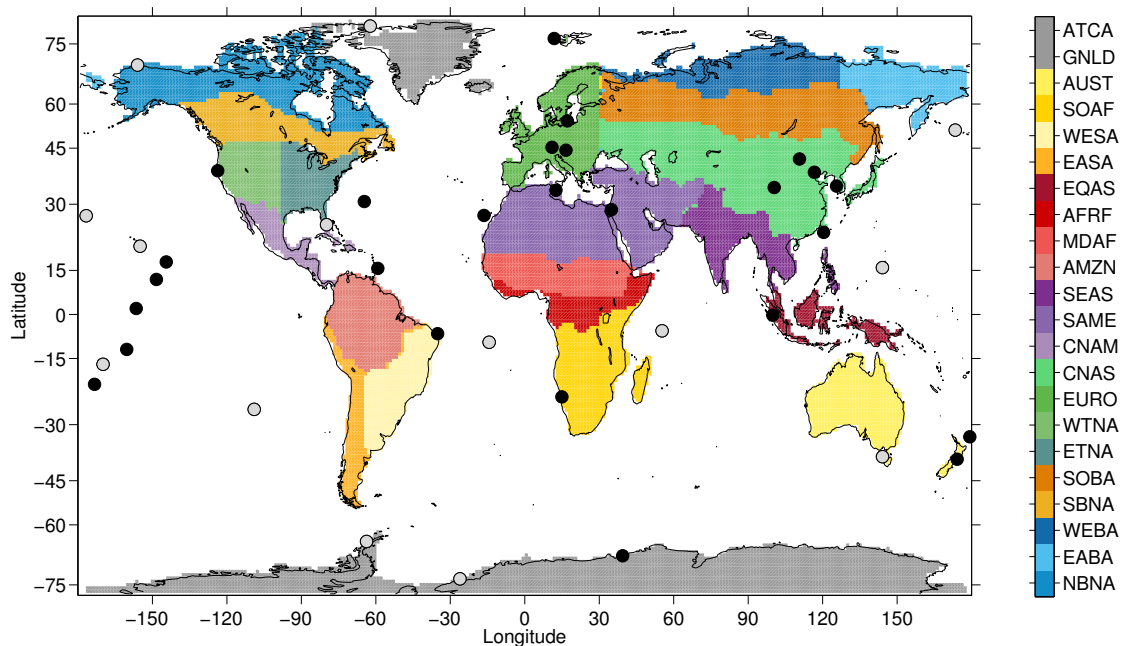 75
60
45
30
15
0
−15
−30
−45
−60
−75
Latitude
−150 −120 −90 −60 −30 0 30 60 90 120 150
Longitude
ATCA
GNLD
AUST
SOAF
WESA
EASA
EQAS
AFRF
MDAF
AMZN
SEAS
SAME
CNAM
CNAS
EURO
WTNA
ETNA
SOBA
SBNA
WEBA
EABA
NBNA